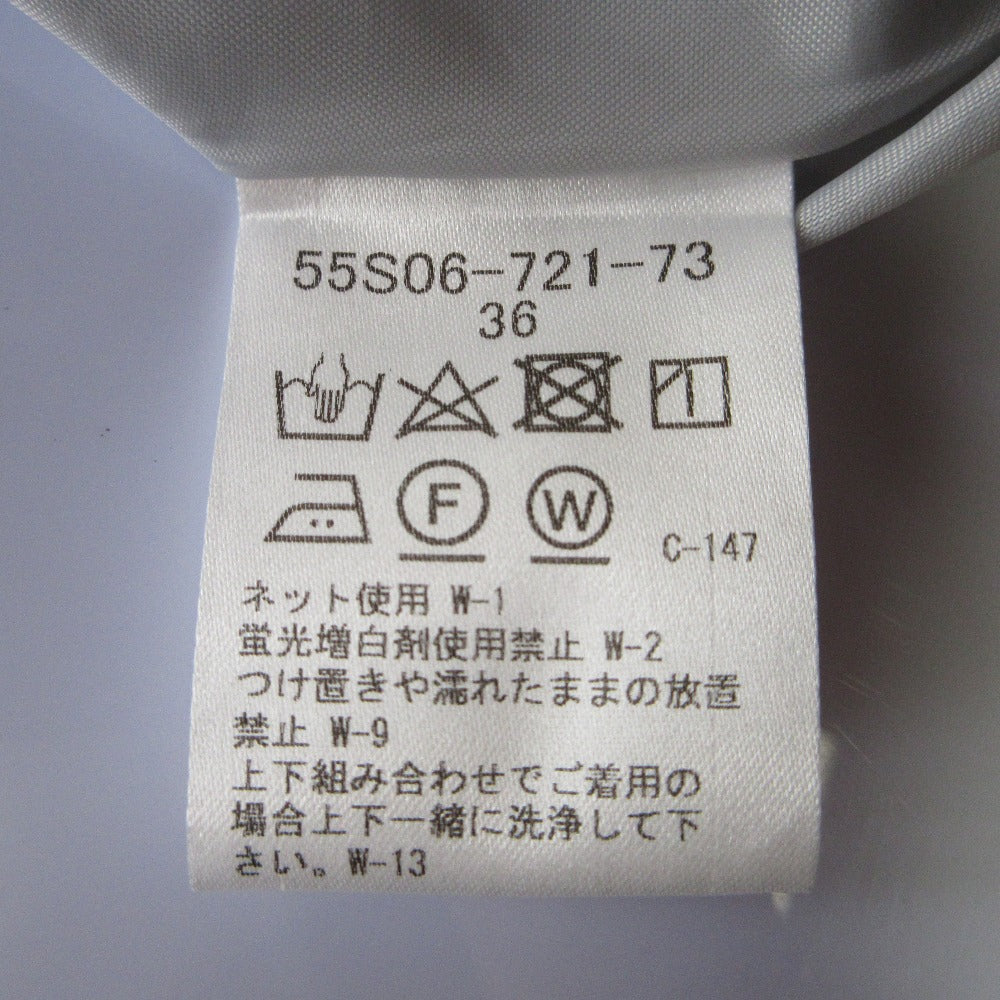 55S06-721-73
36
F W C-147
ネット使用 W-1
蛍光増白剤使用禁止 W-2
つけ置きや濡れたままの放置
禁止 W-9
上下組み合わせでご着用の
場合上下一緒に洗浄して下
さい。W-13